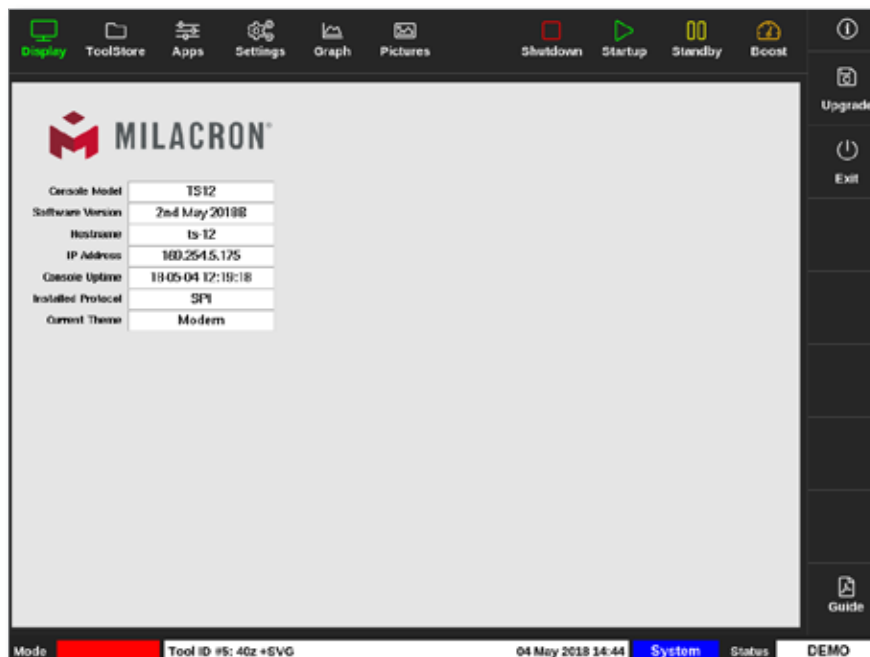 Display ToolStore Apps Settings Graph Pictures Shutdown Startup Standby Boost
Upgrade
Exit
MILACRON®
Console Model TS12
Software Version 2nd May 2018B
Hostname ts-12
IP Address 169.254.5.175
Console Uptime 18-05-04 12:19:18
Installed Protocol SPI
Current Theme Modern
Guide
Mode Tool ID #5: 40z +SVG 04 May 2018 14:44 System Status DEMO